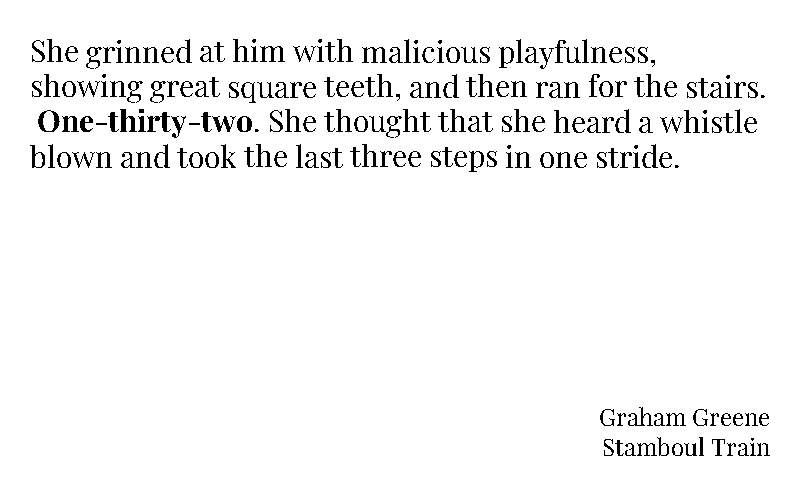 She grinned at him with malicious playfulness,
showing great square teeth, and then ran for the stairs.
One-thirty-two. She thought that she heard a whistle
blown and took the last three steps in one stride.
Graham Greene
Stamboul Train